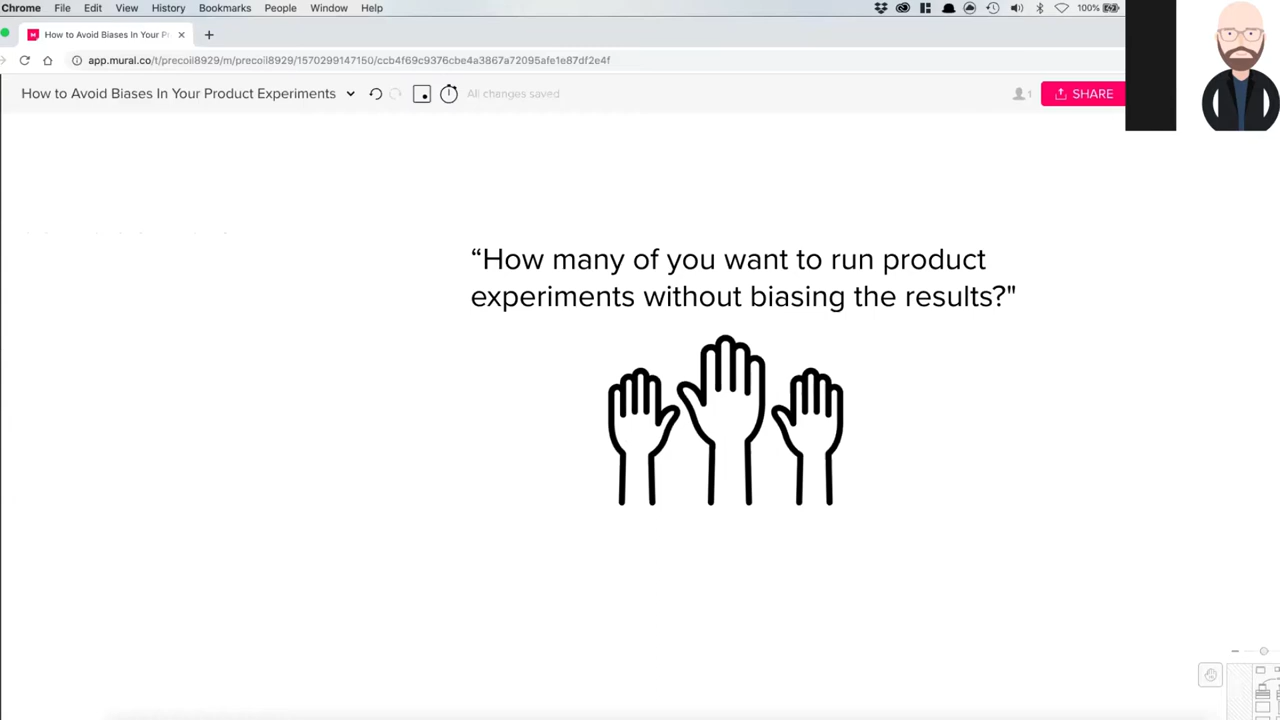 Chrome File Edit View History Bookmarks People Window Help 100%
How to Avoid Biases In Your Pr
app.mural.co/t/precoil8929/m/precoil8929/1570299147150/ccb4f69c9376cbe4a3867a72095afe1e87df2e4f
How to Avoid Biases In Your Product Experiments All changes saved 1 SHARE
“How many of you want to run product
experiments without biasing the results?"